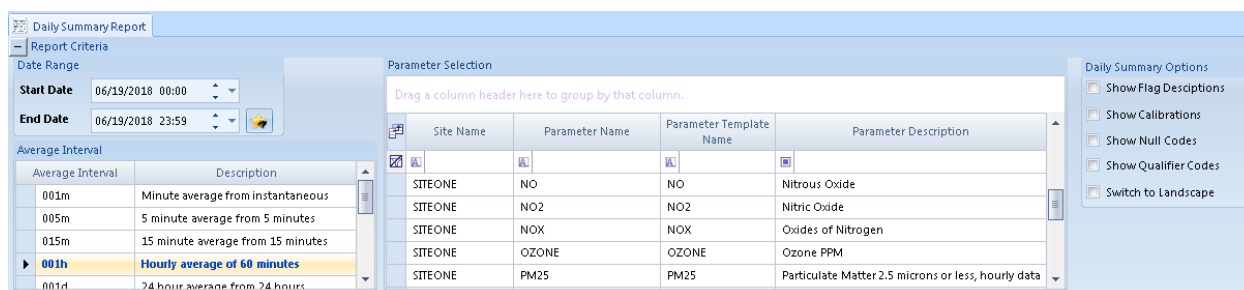 Daily Summary Report
Report Criteria
Date Range
Start Date 06/19/2018 00:00
End Date 06/19/2018 23:59
Average Interval
Average Interval Description
001m Minute average from instantaneous
005m 5 minute average from 5 minutes
015m 15 minute average from 15 minutes
001h Hourly average of 60 minutes
001d 24 hour average from 24 hours
Parameter Selection
Drag a column header here to group by that column.
Site Name Parameter Name Parameter Template Name Parameter Description
SITEONE NO NO Nitrous Oxide
SITEONE NO2 NO2 Nitric Oxide
SITEONE NOX NOX Oxides of Nitrogen
SITEONE OZONE OZONE Ozone PPM
SITEONE PM25 PM25 Particulate Matter 2.5 microns or less, hourly data
Daily Summary Options
Show Flag Desciptions
Show Calibrations
Show Null Codes
Show Qualifier Codes
Switch to Landscape